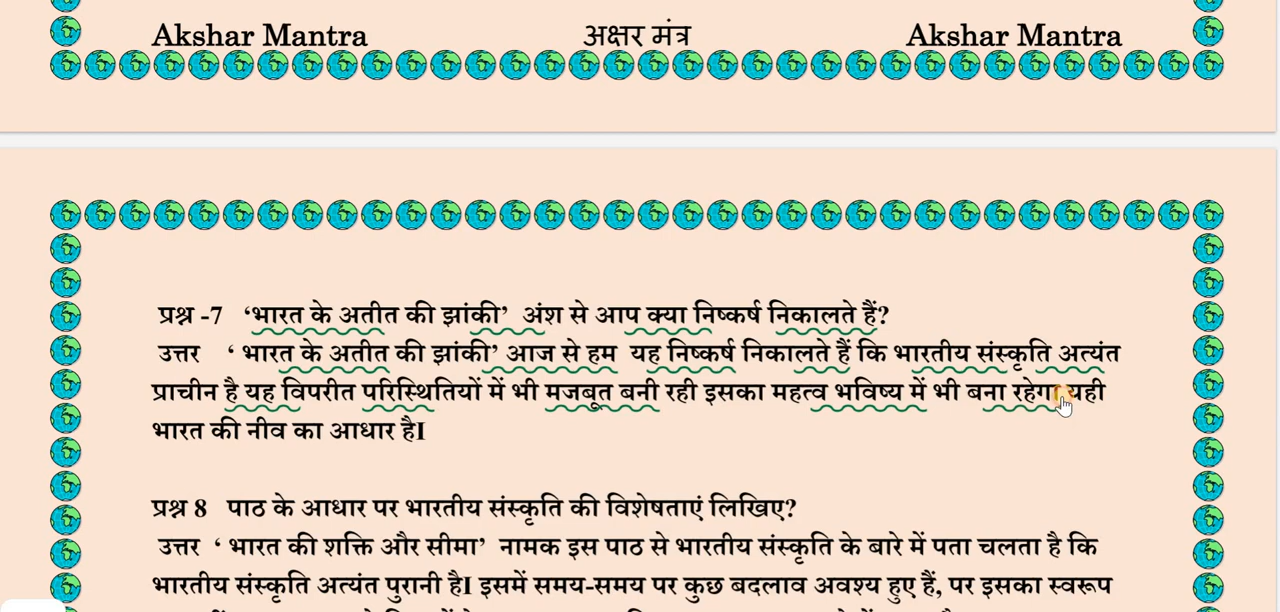 Akshar Mantra अक्षर मंत्र Akshar Mantra
प्रश्न -7 ‘भारत के अतीत की झांकी’ अंश से आप क्या निष्कर्ष निकालते हैं?
उत्तर ‘ भारत के अतीत की झांकी’ आज से हम यह निष्कर्ष निकालते हैं कि भारतीय संस्कृति अत्यंत
प्राचीन है यह विपरीत परिस्थितियों में भी मजबूत बनी रही इसका महत्व भविष्य में भी बना रहेगा यही
भारत की नीव का आधार हैI
प्रश्न 8 पाठ के आधार पर भारतीय संस्कृति की विशेषताएं लिखिए?
उत्तर ‘ भारत की शक्ति और सीमा’ नामक इस पाठ से भारतीय संस्कृति के बारे में पता चलता है कि
भारतीय संस्कृति अत्यंत पुरानी हैI इसमें समय-समय पर कुछ बदलाव अवश्य हुए हैं, पर इसका स्वरूप